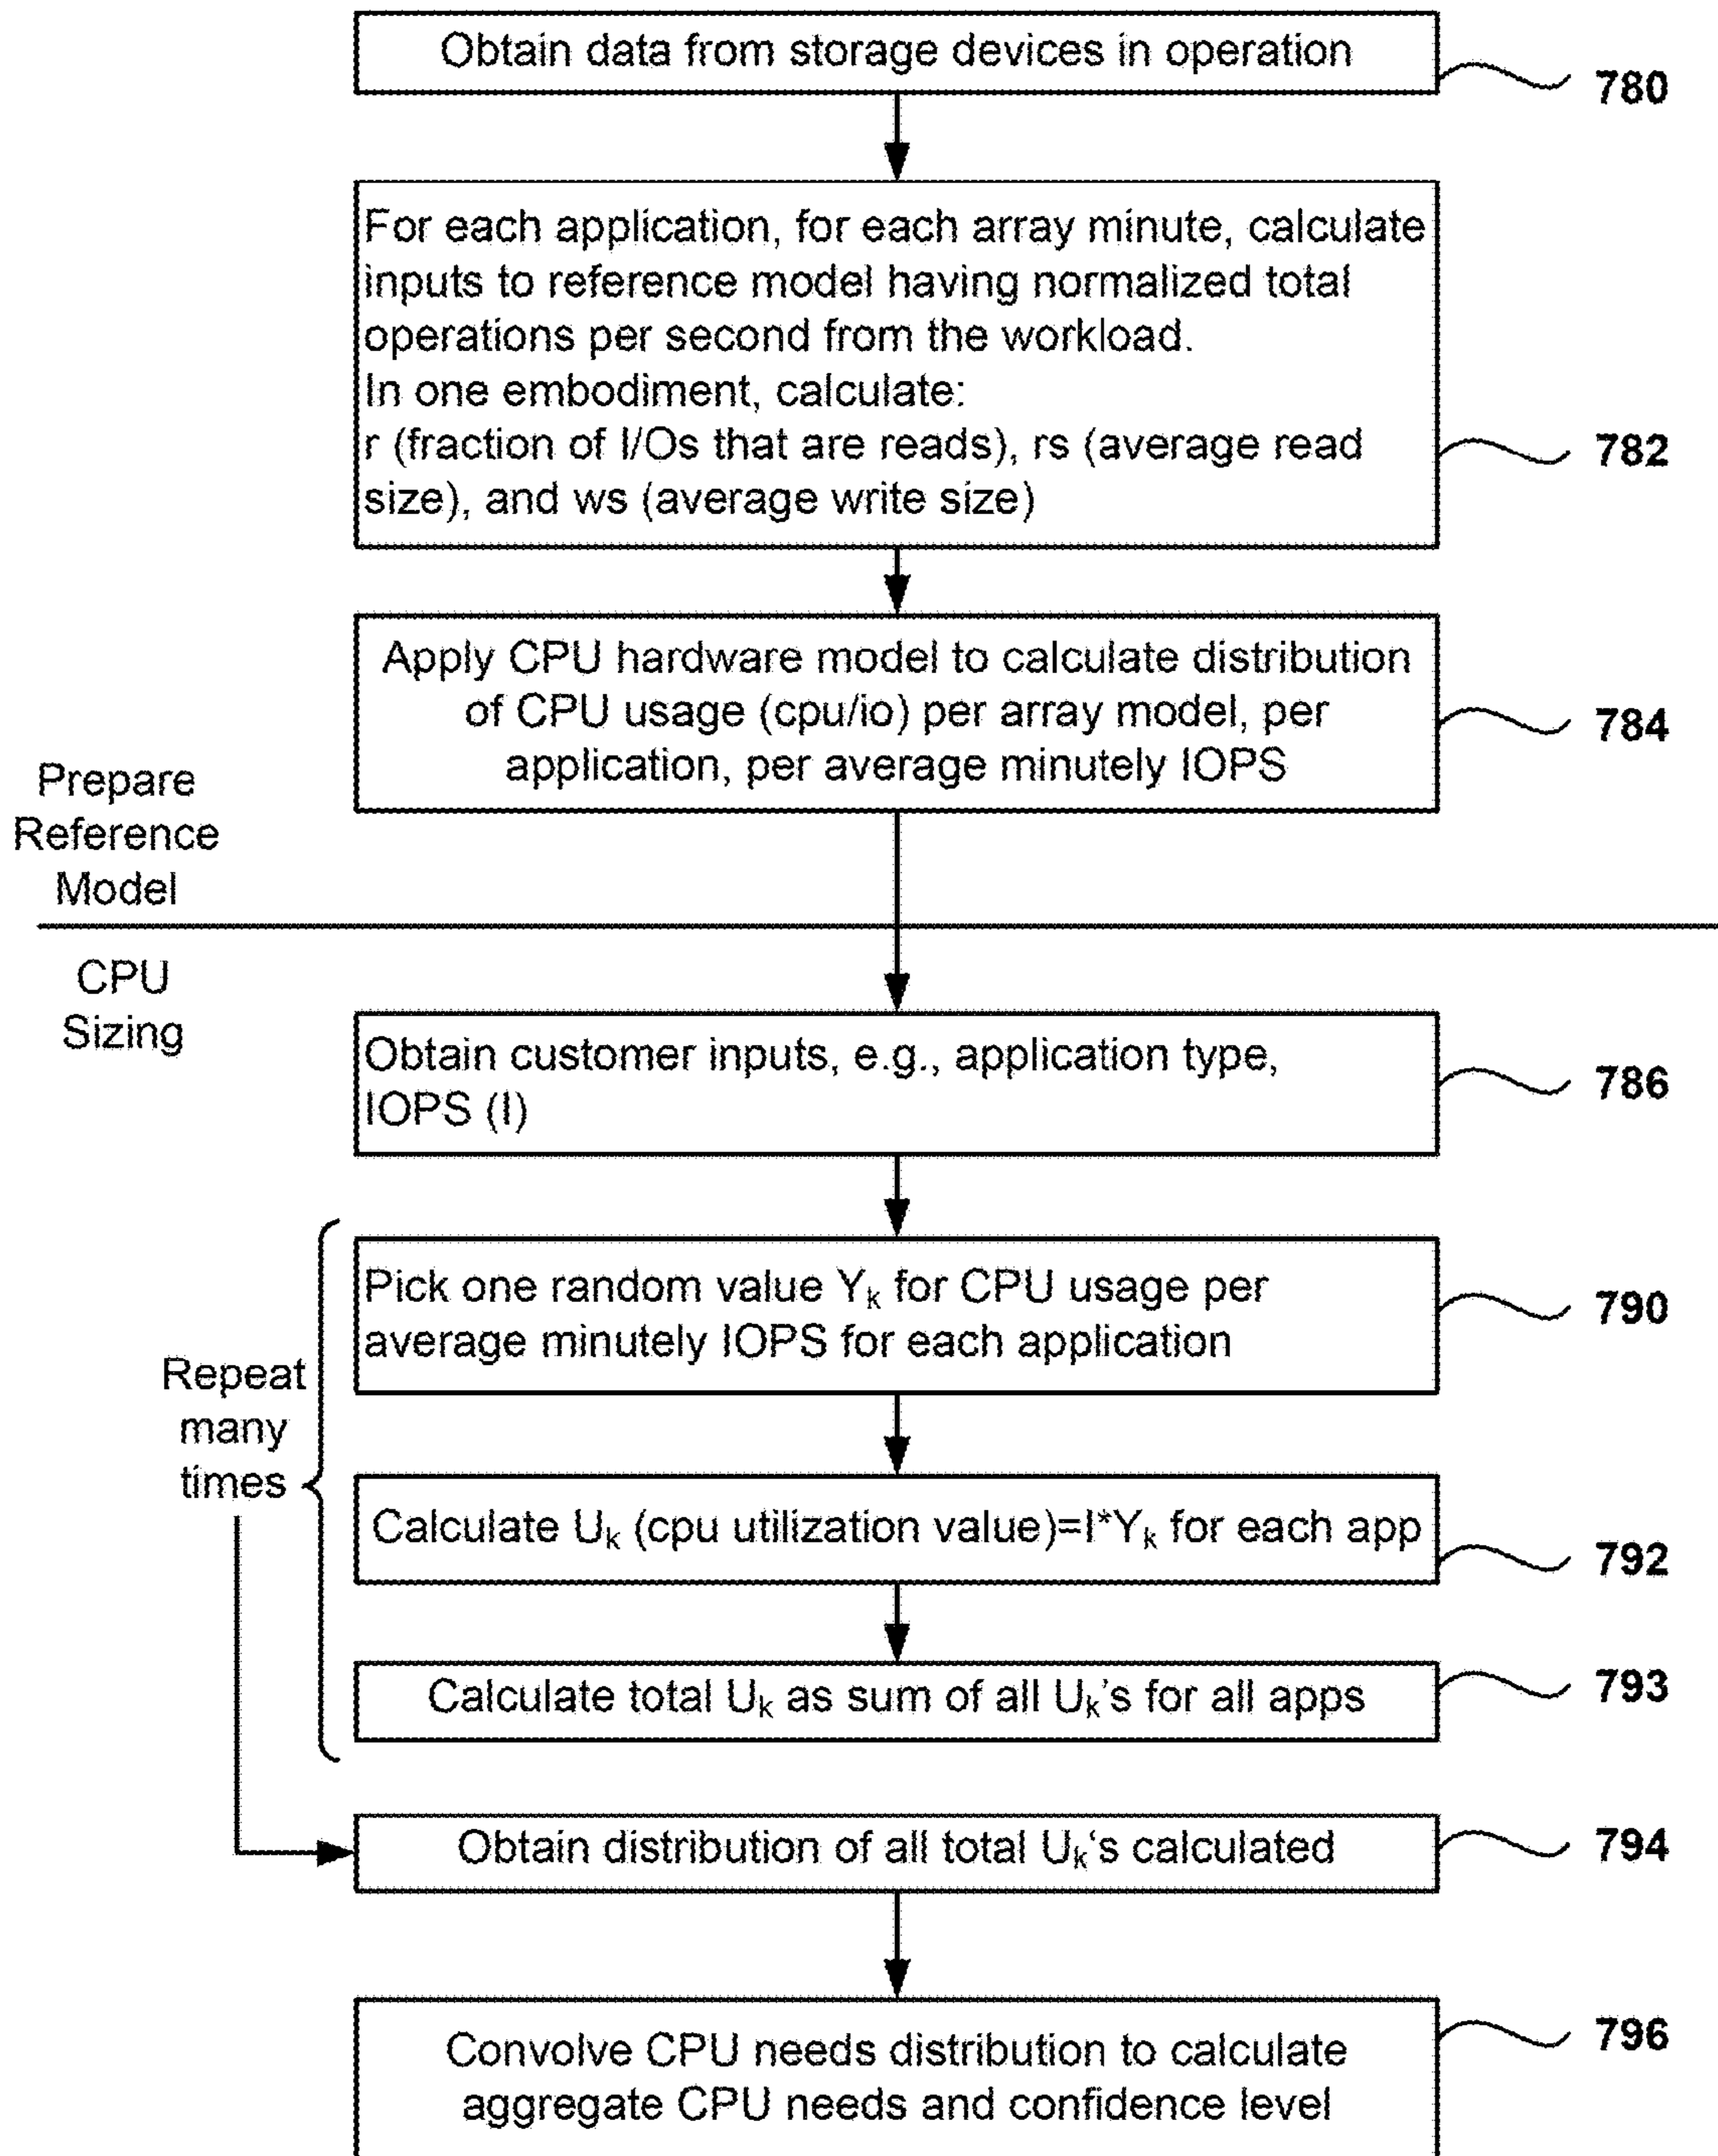 Obtain data from storage devices in operation
780
For each application, for each array minute, calculate
inputs to reference model having normalized total
operations per second from the workload.
In one embodiment, calculate:
r (fraction of I/Os that are reads), rs (average read
size), and ws (average write size)
782
Apply CPU hardware model to calculate distribution
of CPU usage (cpu/io) per array model, per
application, per average minutely IOPS
784
Prepare
Reference
Model
CPU
Sizing
Obtain customer inputs, e.g., application type,
IOPS (I)
786
Pick one random value Yk for CPU usage per
average minutely IOPS for each application
790
Repeat
many
times
Calculate Uk (cpu utilization value)=I*Yk for each app
792
Calculate total Uk as sum of all Uk's for all apps
793
Obtain distribution of all total Uk's calculated
794
Convolve CPU needs distribution to calculate
aggregate CPU needs and confidence level
796